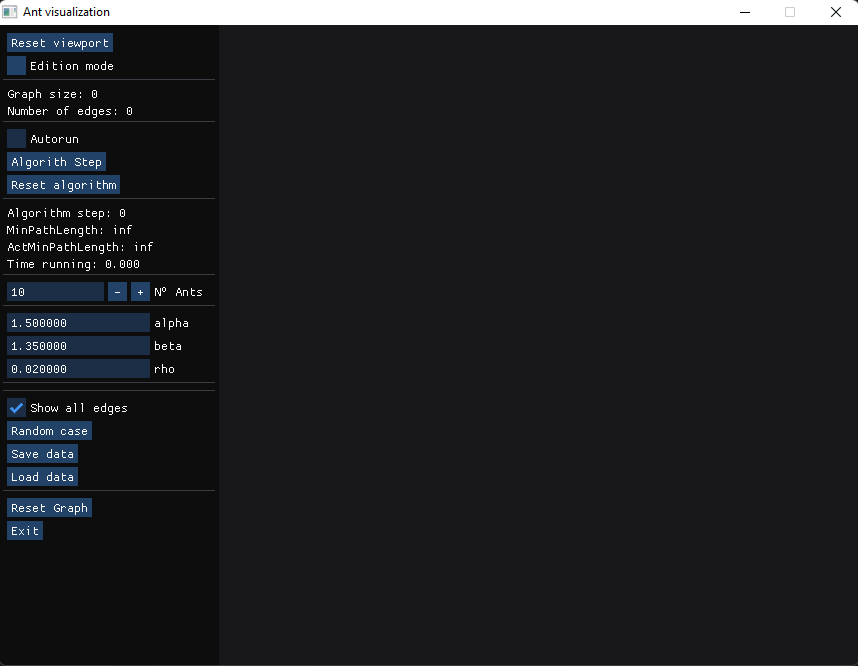 Ant visualization
Reset viewport
Edition mode
Graph size: 0
Number of edges: 0
Autorun
Algorith Step
Reset algorithm
Algorithm step: 0
MinPathLength: inf
ActMinPathLength: inf
Time running: 0.000
10 - + Nº Ants
1.500000 alpha
1.350000 beta
0.020000 rho
Show all edges
Random case
Save data
Load data
Reset Graph
Exit